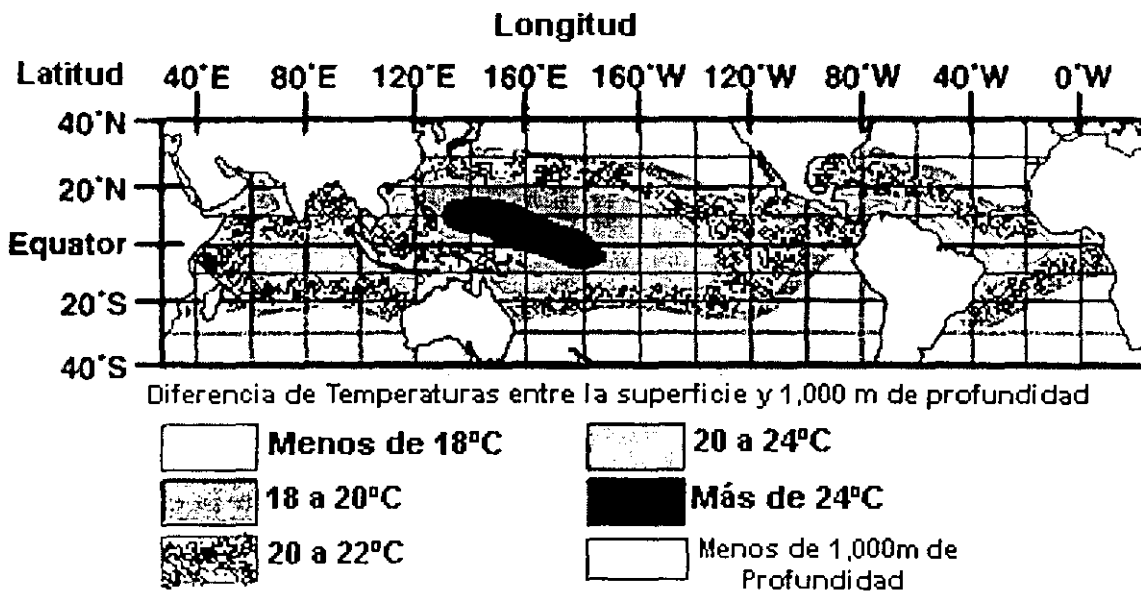 Longitud
Latitud 40°E 80°E 120°E 160°E 160°W 120°W 80°W 40°W 0°W
40°N
20°N
Equator
20°S
40°S
Diferencia de Temperaturas entre la superficie y 1,000 m de profundidad
Menos de 18ºC
20 a 24ºC
18 a 20ºC
Más de 24ºC
20 a 22ºC
Menos de 1,000m de
Profundidad